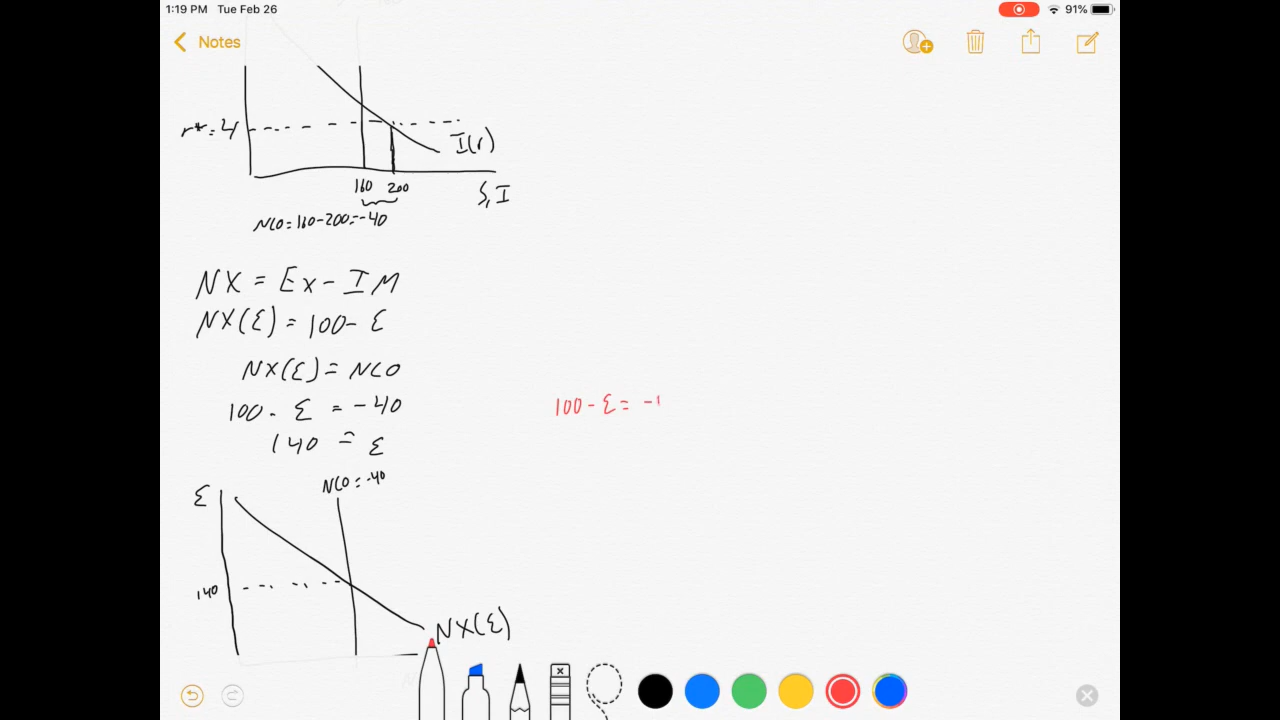 1:19 PM Tue Feb 26
91%
Notes
r* = 4
I(r)
160 200
S, I
NCO = 160 - 200 = -40
NX = Ex - IM
NX(ε) = 100 - ε
NX(ε) = NCO
100 - ε = -40
100 - ε = -1
140 = ε
NCO = -40
ε
140
NX(ε)